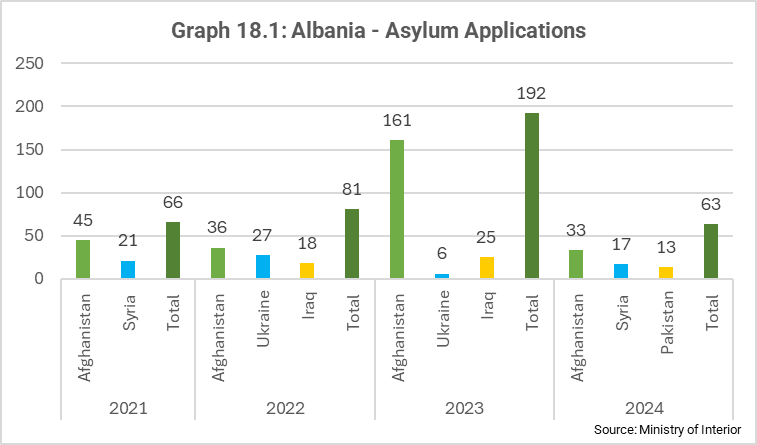 Graph 18.1: Albania - Asylum Applications
250
200
150
100
50
0
45
21
66
36
27
18
81
161
6
25
192
33
17
13
63
Afghanistan
Syria
Total
Afghanistan
Ukraine
Iraq
Total
Afghanistan
Ukraine
Iraq
Total
Afghanistan
Syria
Pakistan
Total
2021
2022
2023
2024
Source: Ministry of Interior